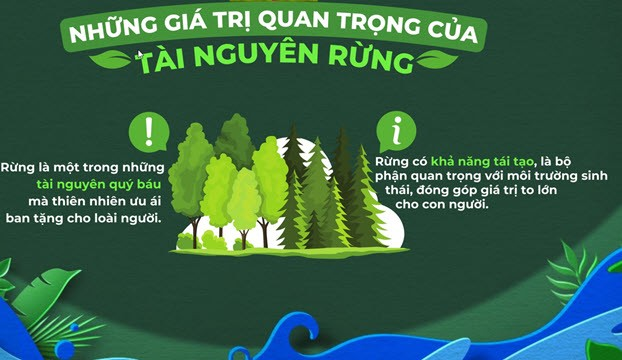 NHỮNG GIÁ TRỊ QUAN TRỌNG CỦA
TÀI NGUYÊN RỪNG
!
Rừng là một trong những
tài nguyên quý báu
mà thiên nhiên ưu ái
ban tặng cho loài người.
i
Rừng có khả năng tái tạo, là bộ
phận quan trọng với môi trường sinh
thái, đóng góp giá trị to lớn
cho con người.